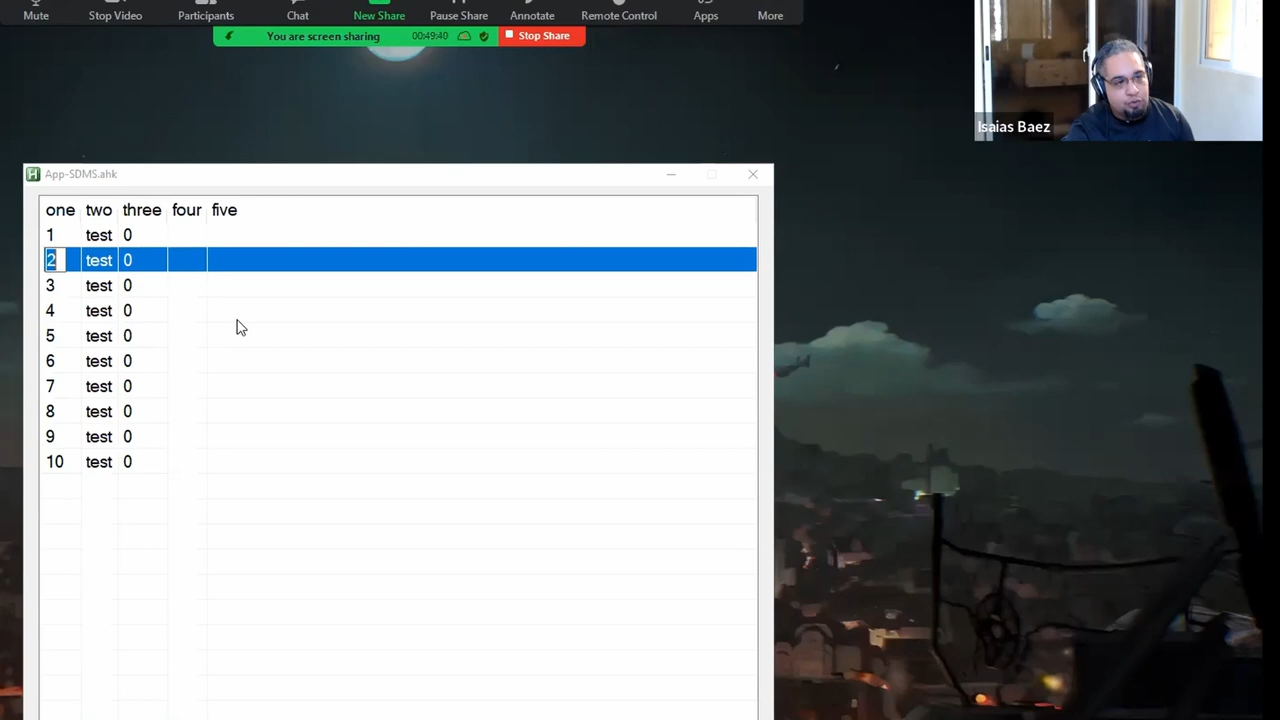 Mute Stop Video Participants Chat New Share Pause Share Annotate Remote Control Apps More
You are screen sharing 00:49:40 Stop Share
Isaias Baez
App-SDMS.ahk
one two three four five
1 test 0
2 test 0
3 test 0
4 test 0
5 test 0
6 test 0
7 test 0
8 test 0
9 test 0
10 test 0